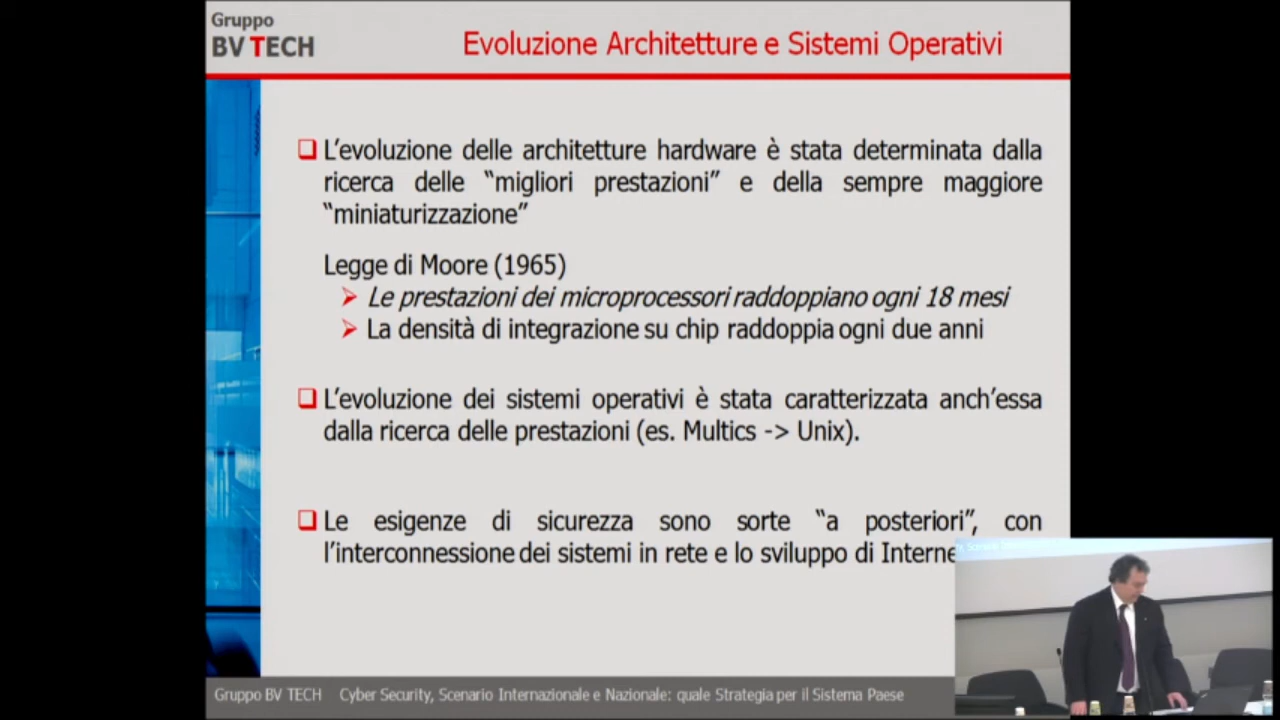 Gruppo
BV TECH
Evoluzione Architetture e Sistemi Operativi
L'evoluzione delle architetture hardware è stata determinata dalla
ricerca delle “migliori prestazioni” e della sempre maggiore
“miniaturizzazione”
Legge di Moore (1965)
Le prestazioni dei microprocessori raddoppiano ogni 18 mesi
La densità di integrazione su chip raddoppia ogni due anni
L'evoluzione dei sistemi operativi è stata caratterizzata anch'essa
dalla ricerca delle prestazioni (es. Multics -> Unix).
Le esigenze di sicurezza sono sorte “a posteriori”, con
l'interconnessione dei sistemi in rete e lo sviluppo di Interne
Gruppo BV TECH Cyber Security, Scenario Internazionale e Nazionale: quale Strategia per il Sistema Paese